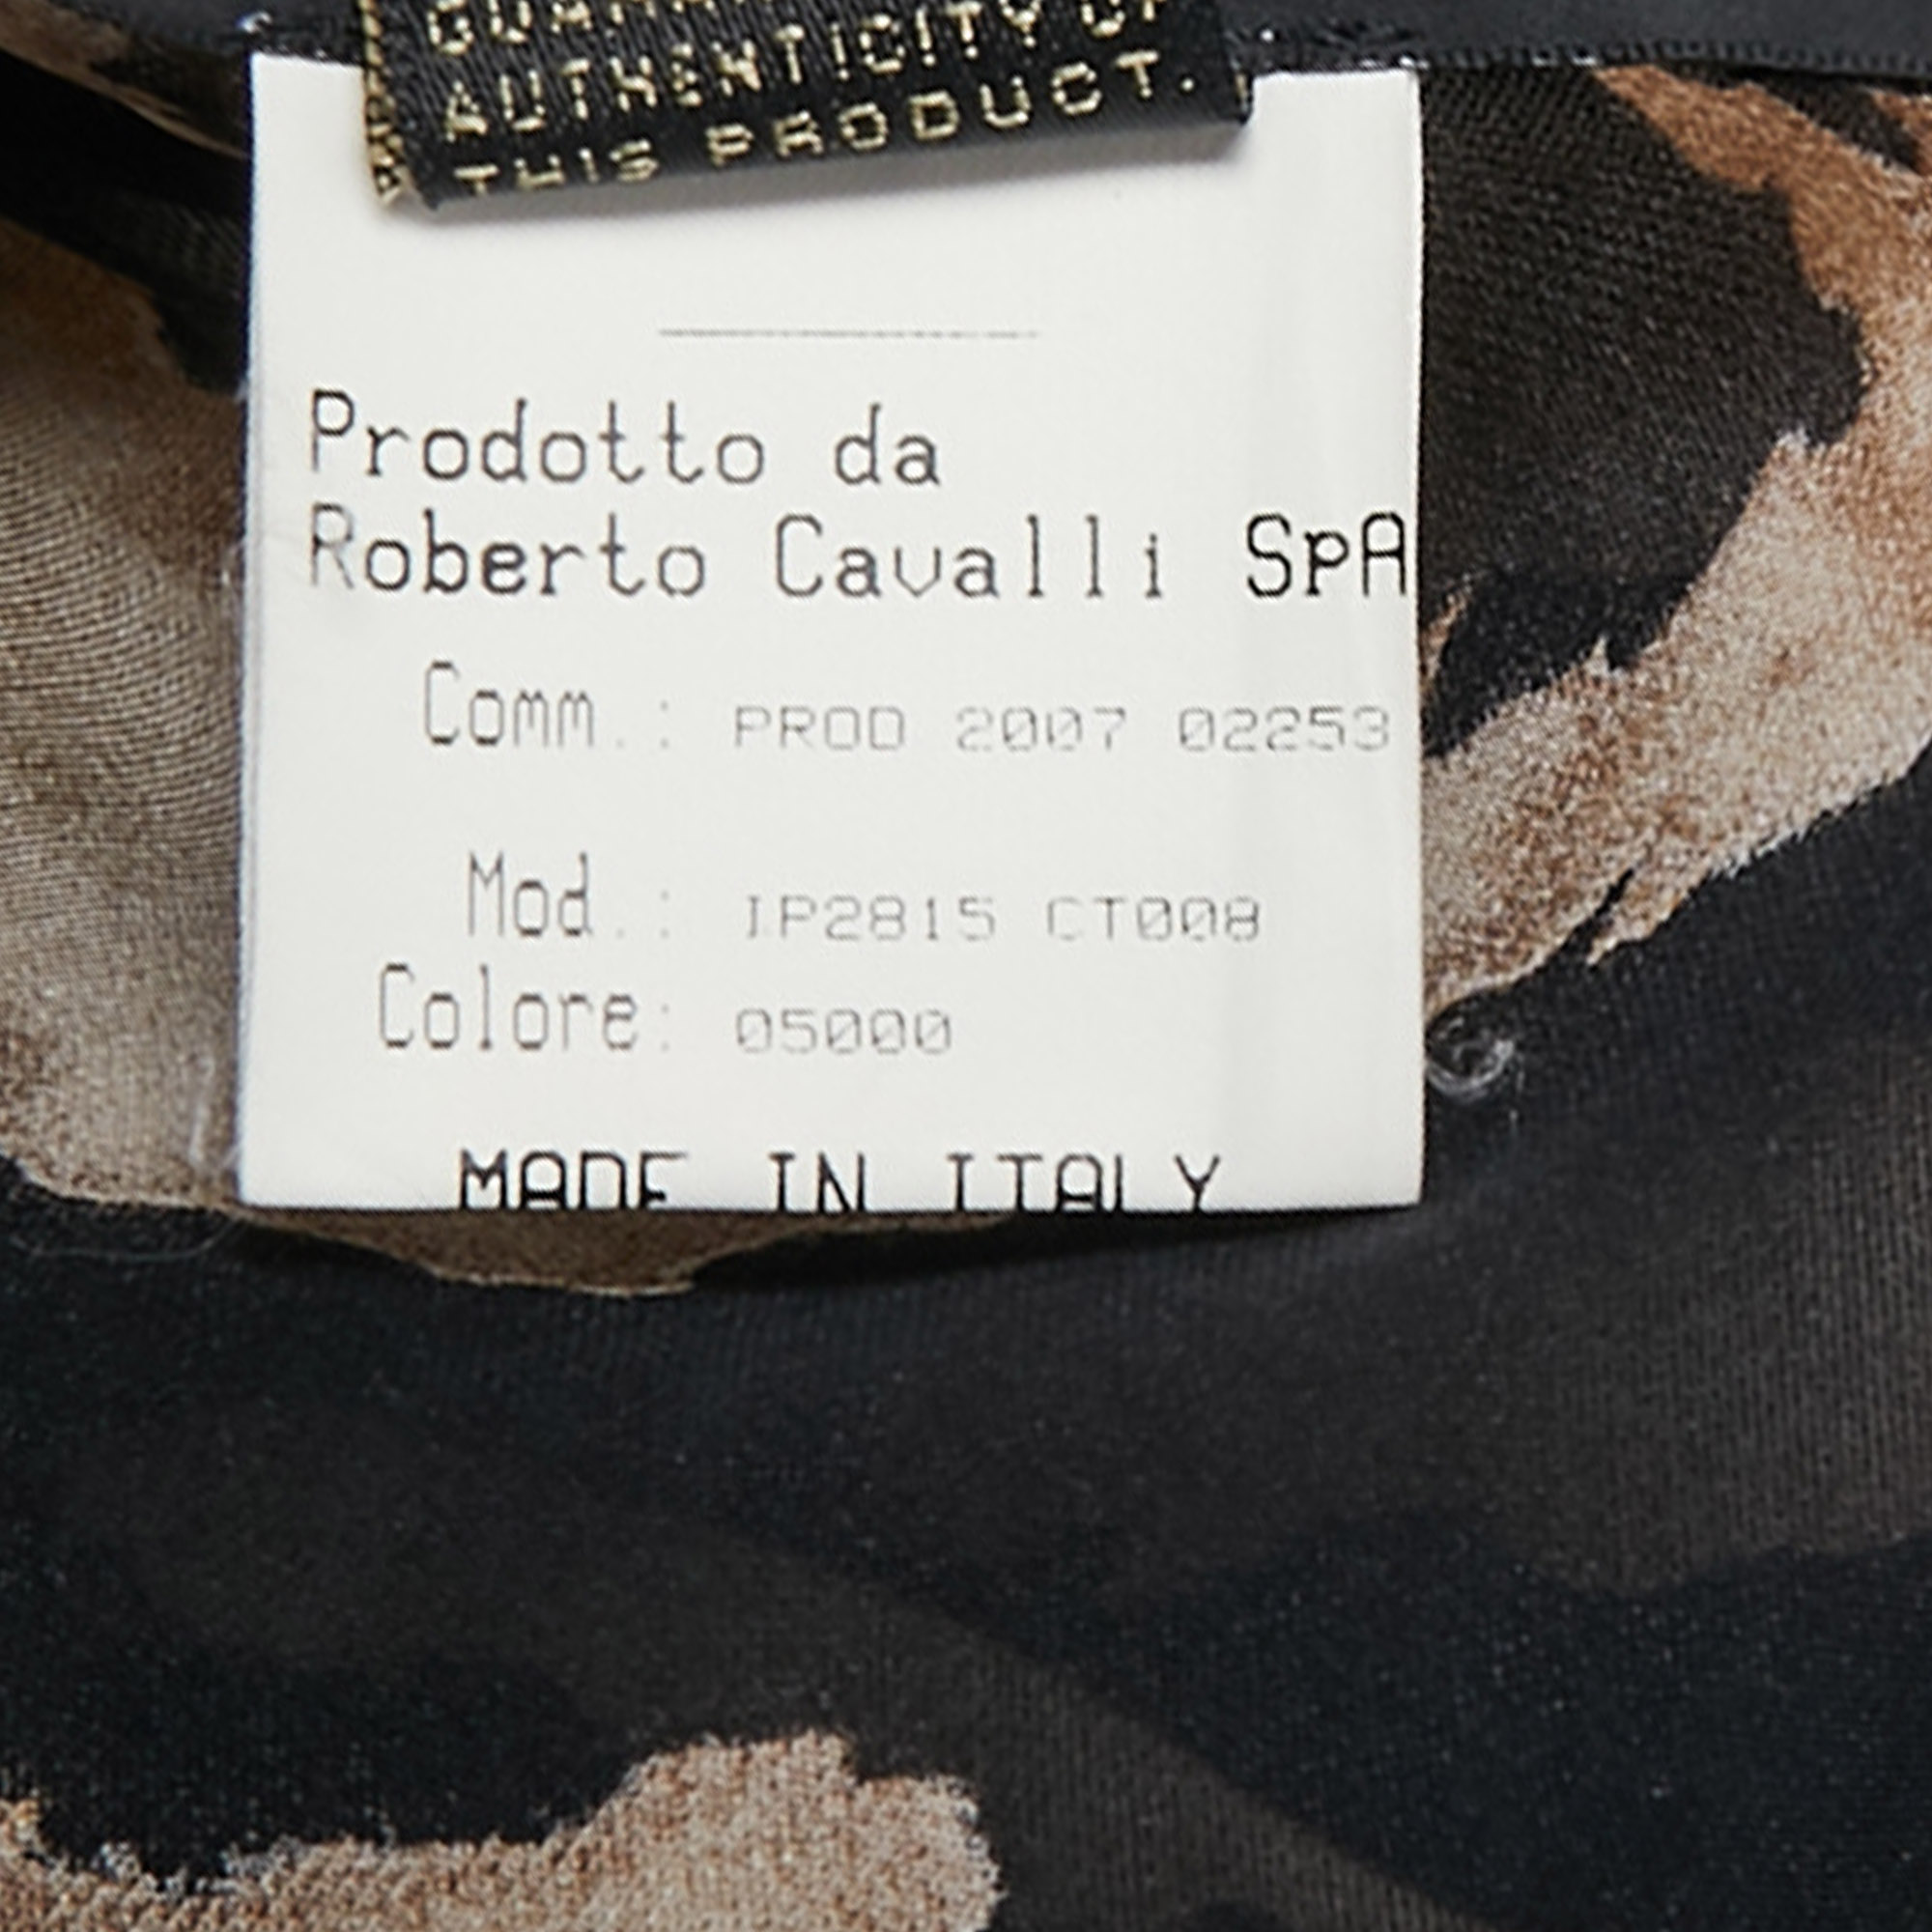 AUTHENTICITY OF
THIS PRODUCT.
Prodotto da
Roberto Cavalli SpA
Comm.: PROD 2007 02253
Mod.: IP2815 CT008
Colore: 05000
MADE IN ITALY